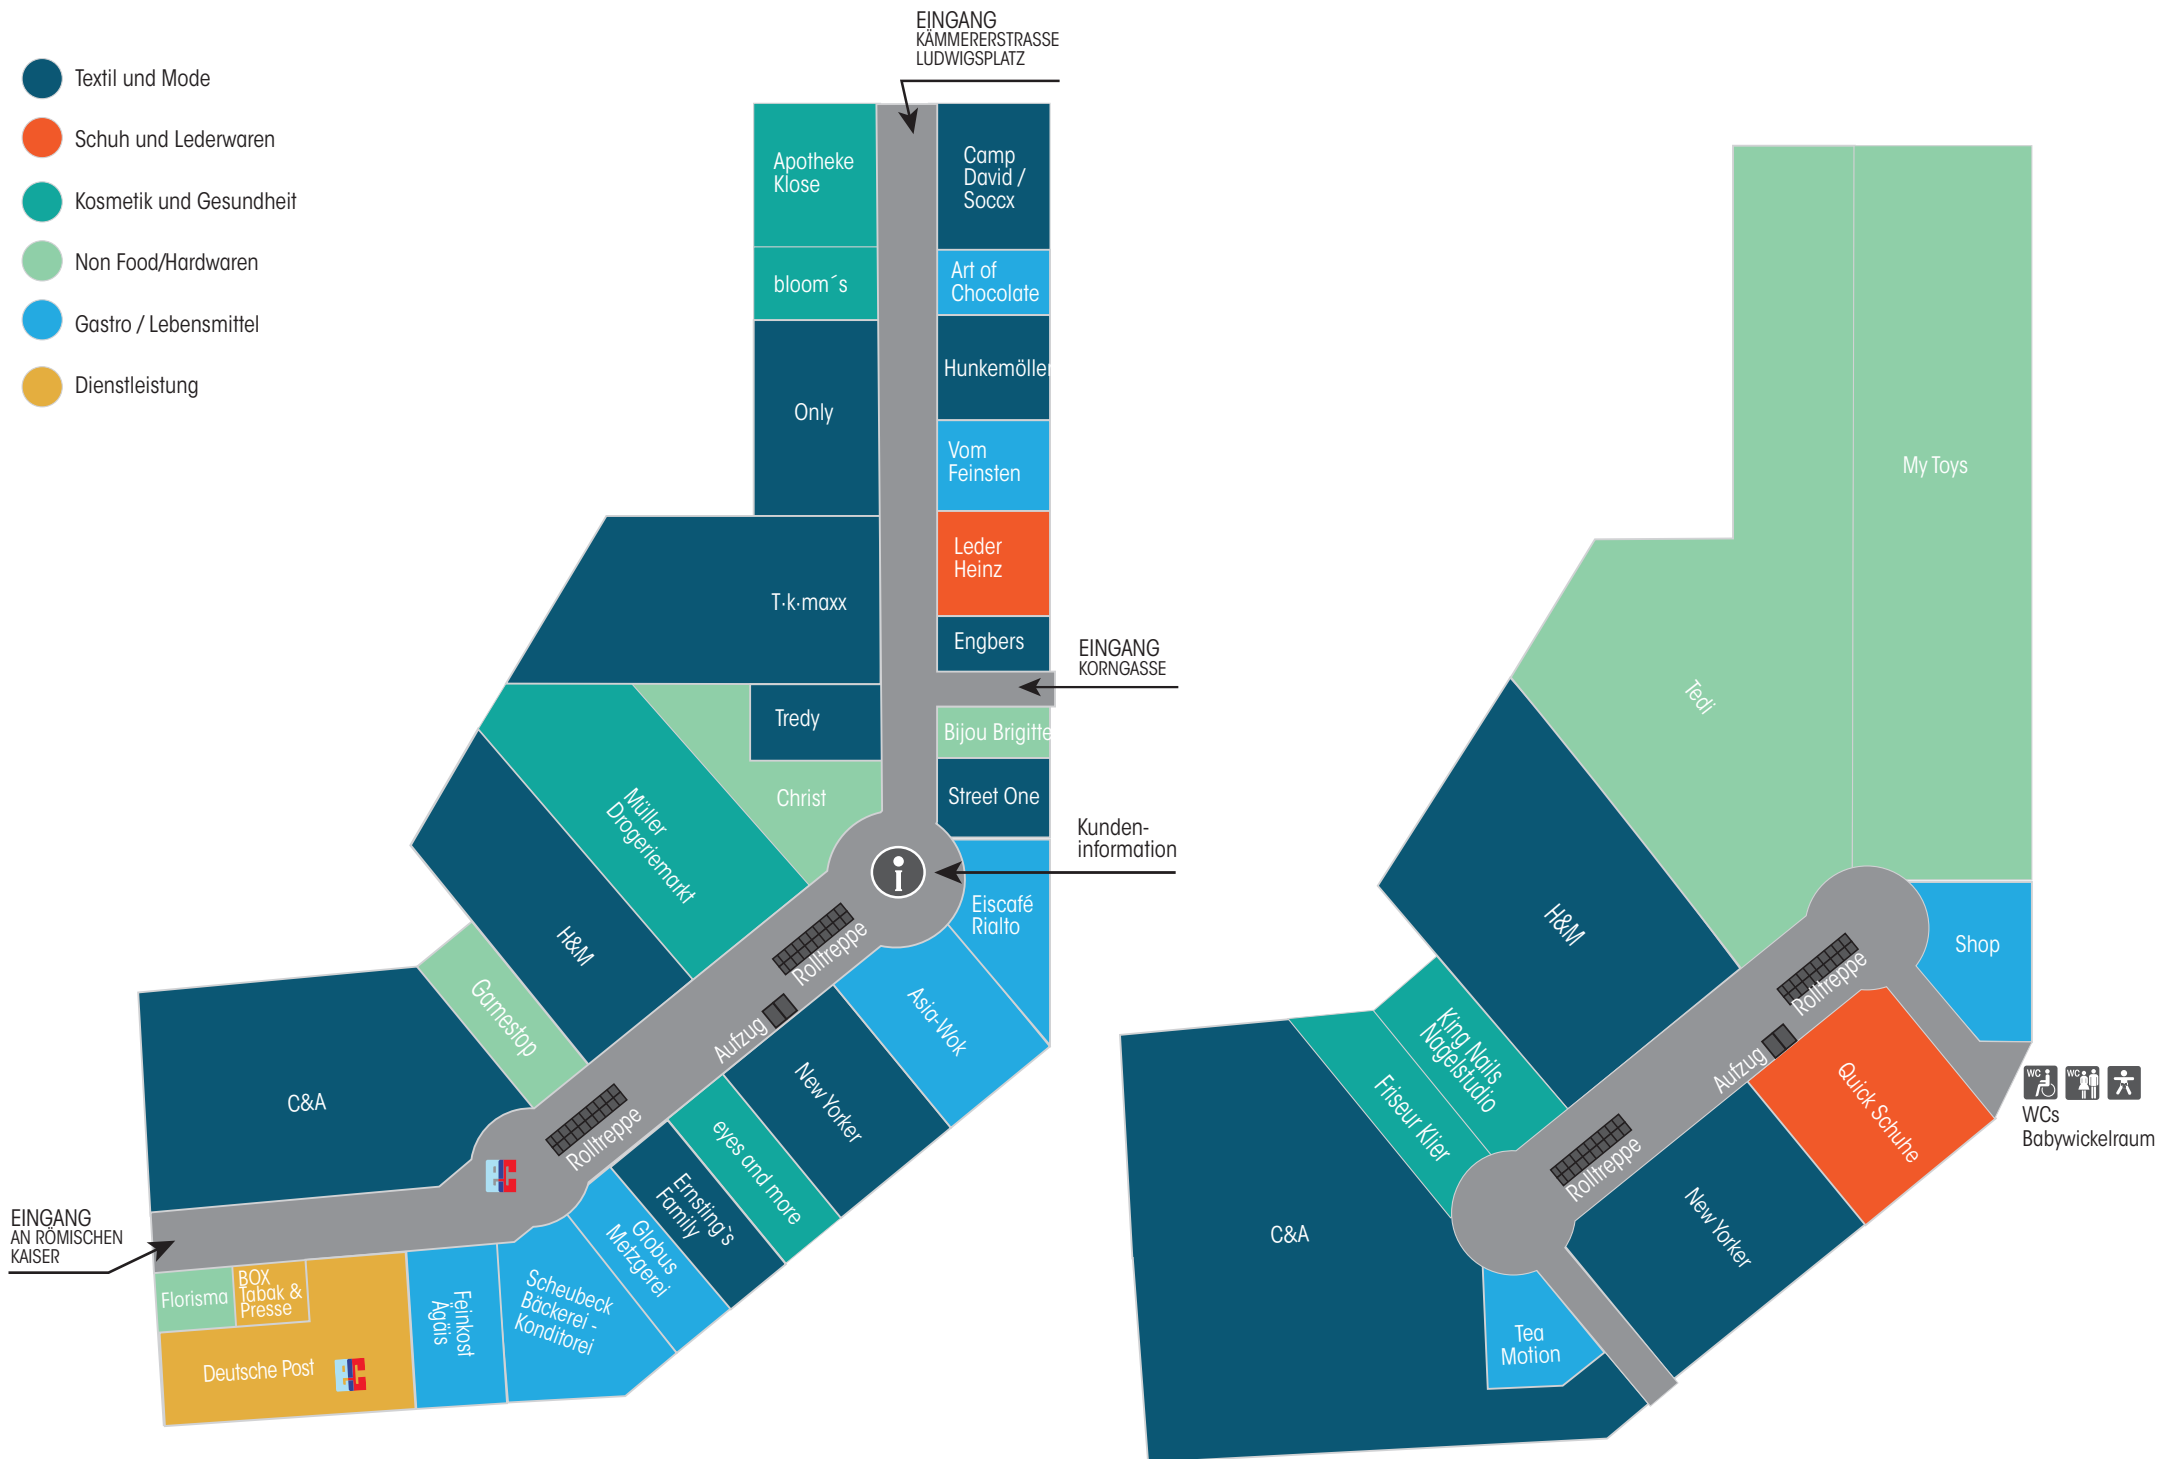 EINGANG
KÄMMERERSTRASSE
LUDWIGSPLATZ
Textil und Mode
Schuh und Lederwaren
Kosmetik und Gesundheit
Non Food/Hardwaren
Gastro / Lebensmittel
Dienstleistung
Apotheke
Klose
bloom´s
Only
T·k·maxx
Tredy
Christ
Müller
Drogeriemarkt
H&M
Gamestop
C&A
Camp
David /
Soccx
Art of
Chocolate
Hunkemöller
Vom
Feinsten
Leder
Heinz
Engbers
EINGANG
KORNGASSE
Bijou Brigitte
Street One
Kunden-
information
i
Eiscafé
Rialto
Rolltreppe
Aufzug
Asia-Wok
New Yorker
eyes and more
Rolltreppe
Ernsting`s
Family
Globus
Metzgerei
Scheubeck
Bäckerei -
Konditorei
Feinkost
Ägäis
EINGANG
AN RÖMISCHEN
KAISER
Florisma
BOX
Tabak &
Presse
Deutsche Post
My Toys
Tedi
H&M
King Nails
Nagelstudio
Friseur Klier
C&A
Shop
Rolltreppe
Aufzug
Quick Schuhe
Rolltreppe
New Yorker
Tea
Motion
WC
WC
WCs
Babywickelraum